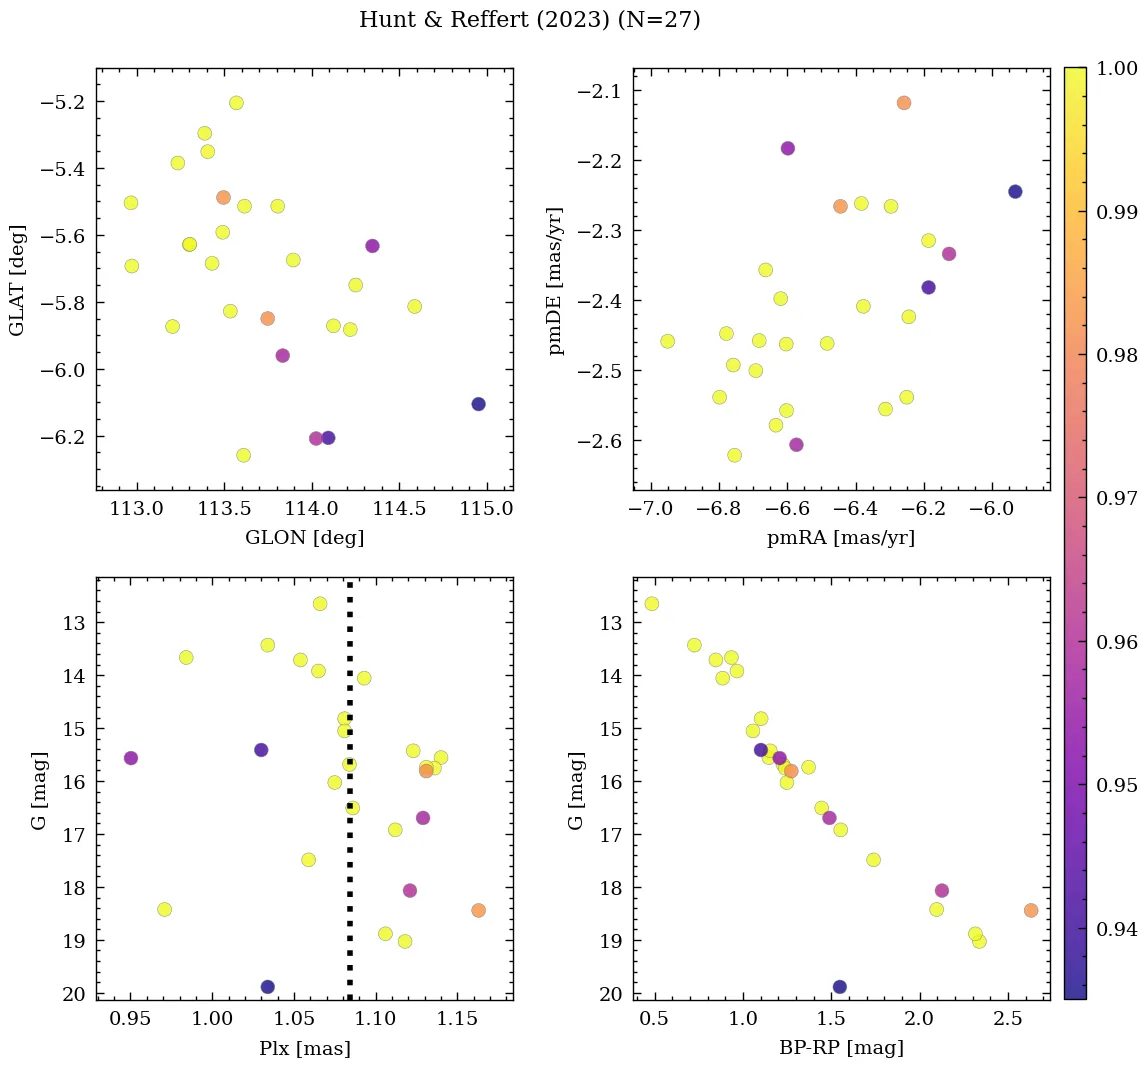 Hunt & Reffert (2023) (N=27)
−5.2
−5.4
−5.6
−5.8
−6.0
−6.2
GLAT [deg]
113.0 113.5 114.0 114.5 115.0
GLON [deg]
−2.1
−2.2
−2.3
−2.4
−2.5
−2.6
pmDE [mas/yr]
−7.0 −6.8 −6.6 −6.4 −6.2 −6.0
pmRA [mas/yr]
13
14
15
16
17
18
19
20
G [mag]
0.95 1.00 1.05 1.10 1.15
Plx [mas]
13
14
15
16
17
18
19
20
G [mag]
0.5 1.0 1.5 2.0 2.5
BP-RP [mag]
1.00
0.99
0.98
0.97
0.96
0.95
0.94